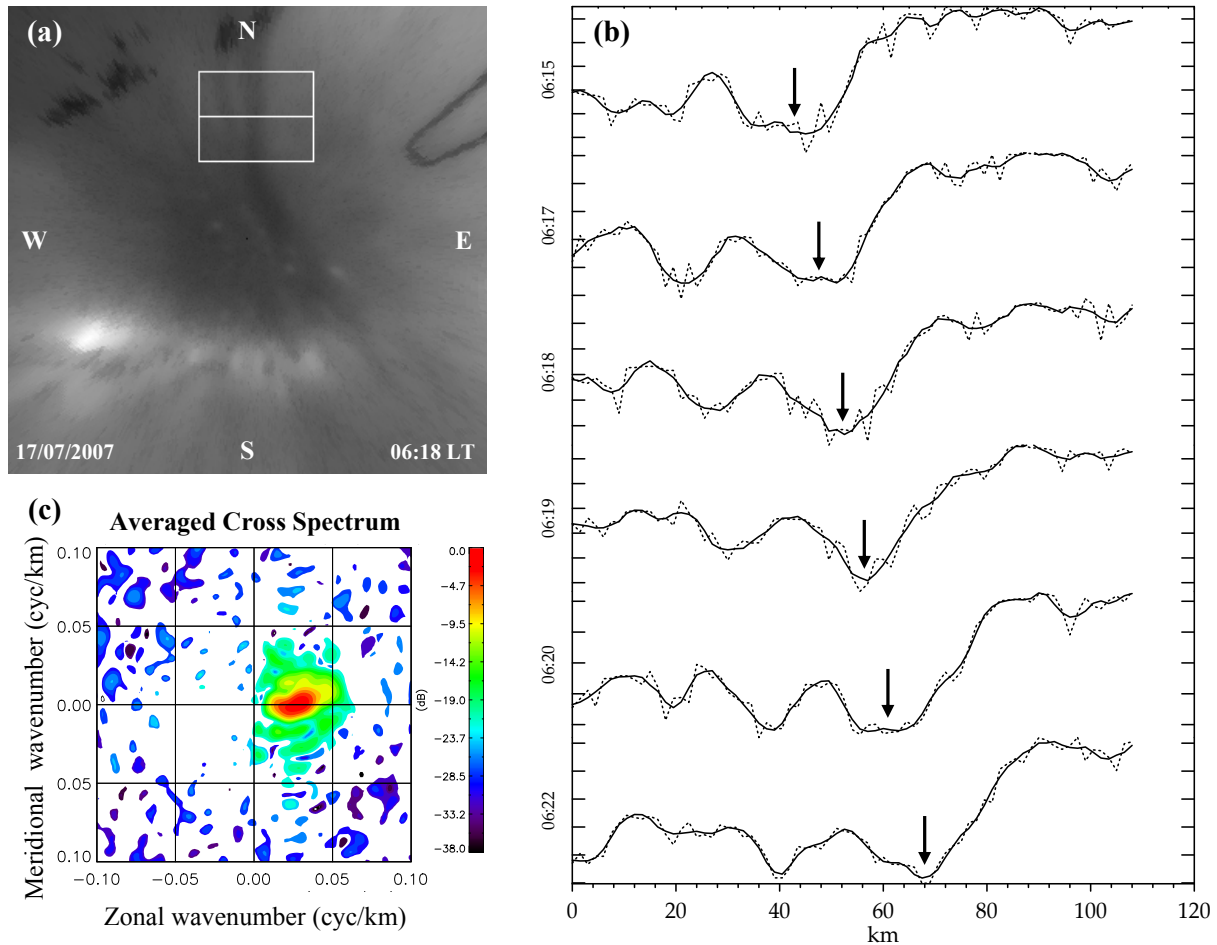 (a)
N
W
E
S
17/07/2007
06:18 LT
(b)
06:15
06:17
06:18
06:19
06:20
06:22
0 20 40 60 80 100 120
km
(c)
Averaged Cross Spectrum
Meridional wavenumber (cyc/km)
0.10
0.05
0.00
0.05
0.10
−0.10 −0.05 0.00 0.05 0.10
Zonal wavenumber (cyc/km)
0.0
−4.7
−9.5
−14.2
−19.0
−23.7
−28.5
−33.2
−38.0
(dB)